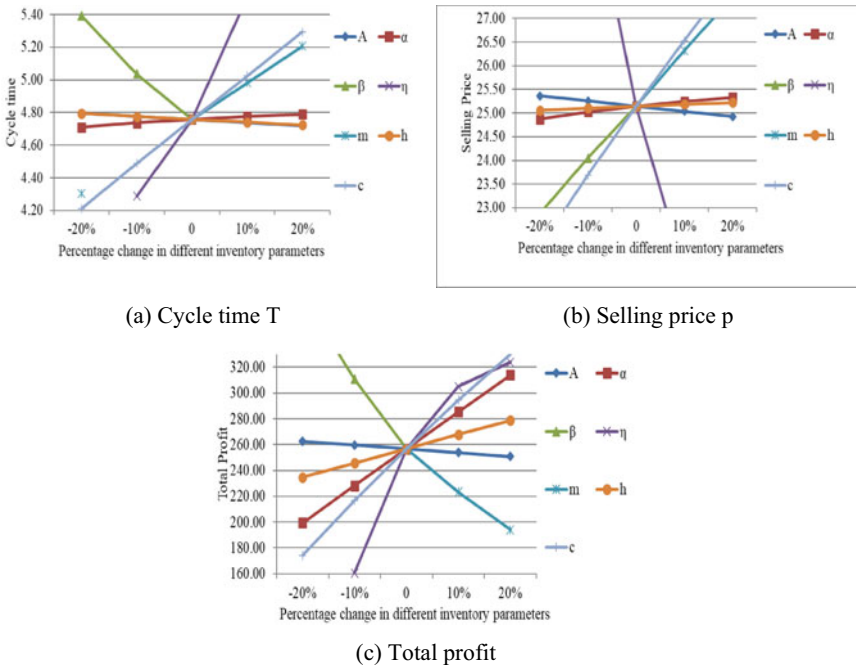 5.40
5.20
5.00
4.80
4.60
4.40
4.20
Cycle time
-20% -10% 0 10% 20%
Percentage change in different inventory parameters
A α
β η
m h
c
(a) Cycle time T
27.00
26.50
26.00
25.50
25.00
24.50
24.00
23.50
23.00
Selling Price
-20% -10% 0 10% 20%
Percentage change in different inventory parameters
A α
β η
m h
c
(b) Selling price p
320.00
300.00
280.00
260.00
240.00
220.00
200.00
180.00
160.00
Total Profit
-20% -10% 0 10% 20%
Percentage change in different inventory parameters
A α
β η
m h
c
(c) Total profit